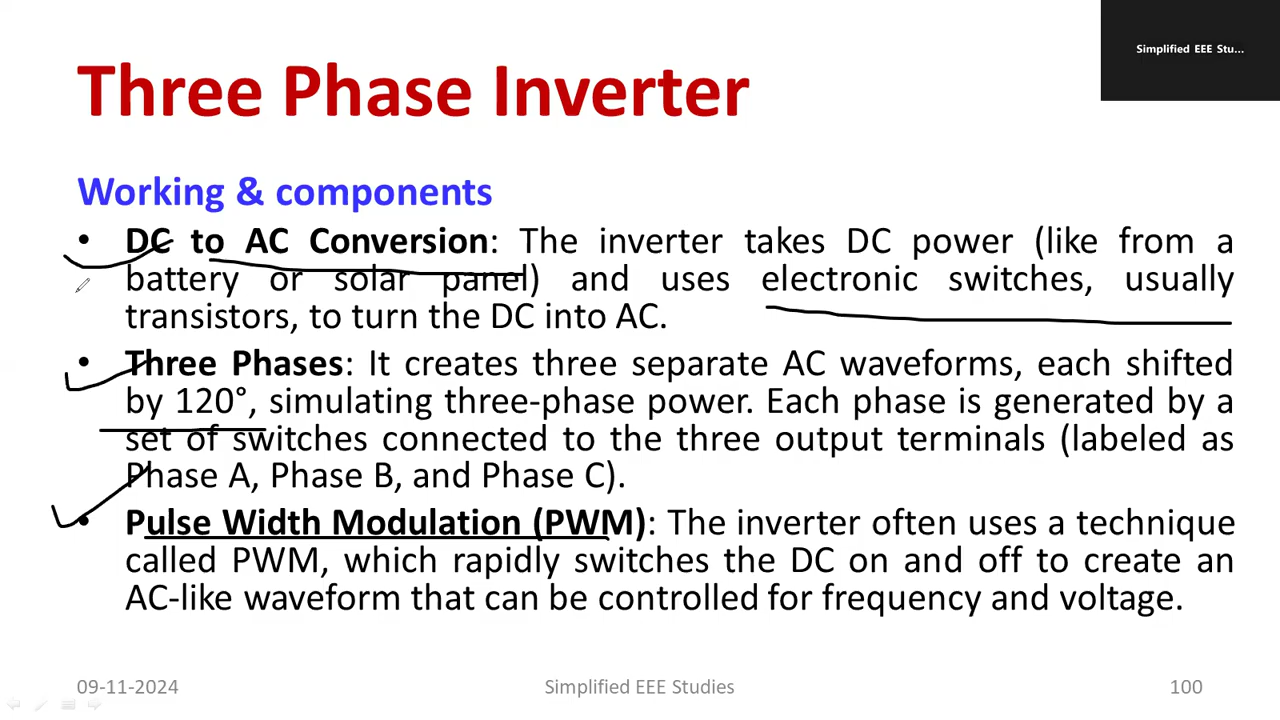 Simplified EEE Stu...
Three Phase Inverter
Working & components
• DC to AC Conversion: The inverter takes DC power (like from a
battery or solar panel) and uses electronic switches, usually
transistors, to turn the DC into AC.
• Three Phases: It creates three separate AC waveforms, each shifted
by 120°, simulating three-phase power. Each phase is generated by a
set of switches connected to the three output terminals (labeled as
Phase A, Phase B, and Phase C).
• Pulse Width Modulation (PWM): The inverter often uses a technique
called PWM, which rapidly switches the DC on and off to create an
AC-like waveform that can be controlled for frequency and voltage.
09-11-2024
Simplified EEE Studies
100